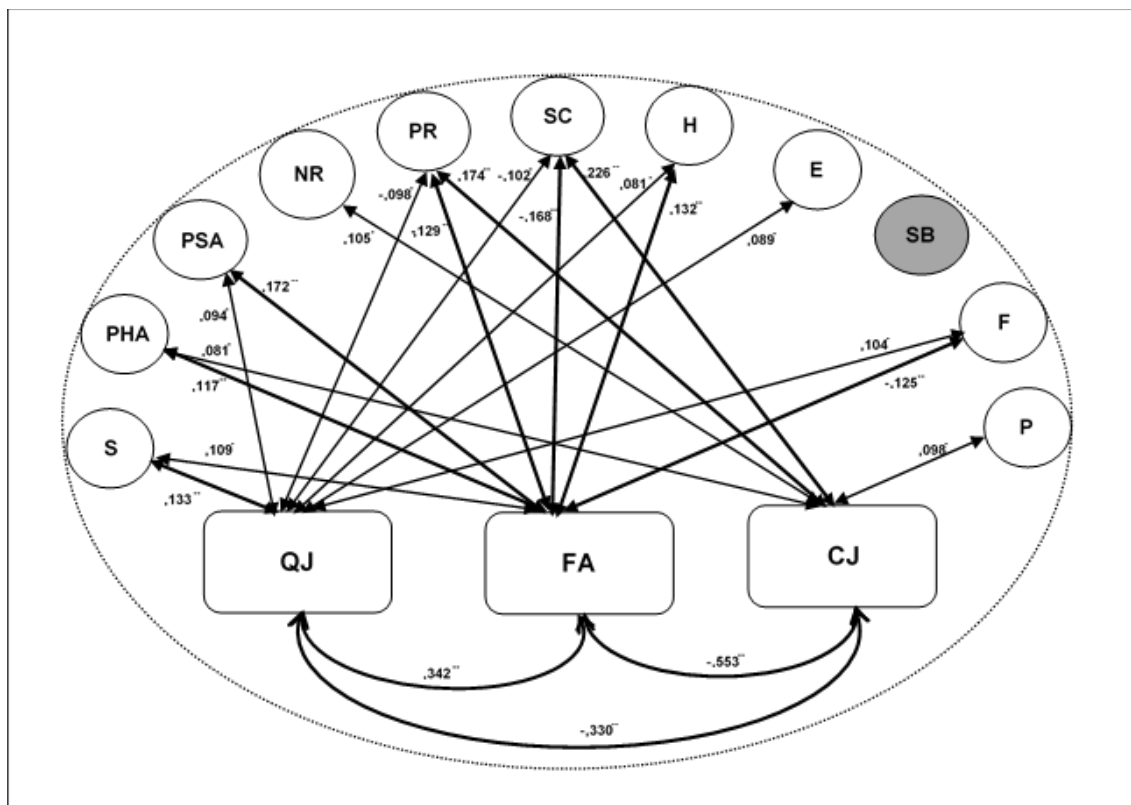 SC
H
PR
E
NR
,174**
-,102*
,081*
,226**
-,098*
,132**
SB
-,168**
-,129**
,105*
PSA
,089*
,172**
,094*
F
PHA
,104*
,081*
,117**
-,125**
P
S
,109*
,098*
,133**
QJ
FA
CJ
,342**
-,553**
-,330**